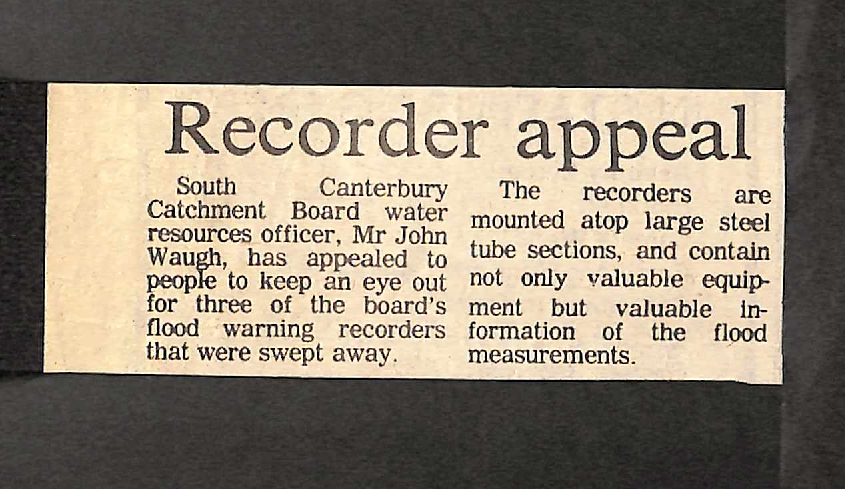 Recorder appeal
South Canterbury
Catchment Board water
resources officer, Mr John
Waugh, has appealed to
people to keep an eye out
for three of the board's
flood warning recorders
that were swept away.
The recorders are
mounted atop large steel
tube sections, and contain
not only valuable equip-
ment but valuable in-
formation of the flood
measurements.